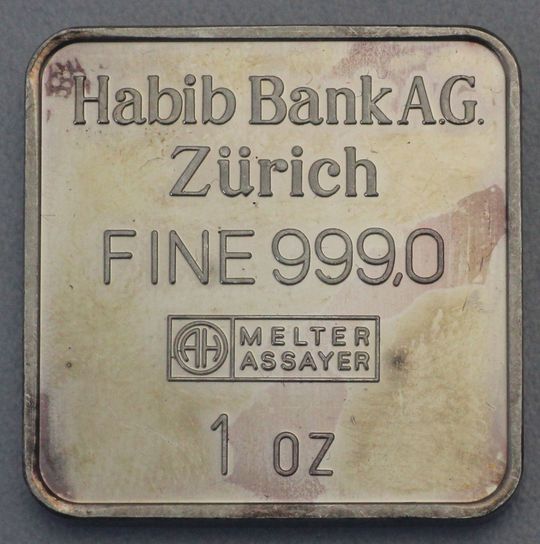 Habib Bank A.G.
Zürich
FINE 999,0
AH MELTER
ASSAYER
1 OZ